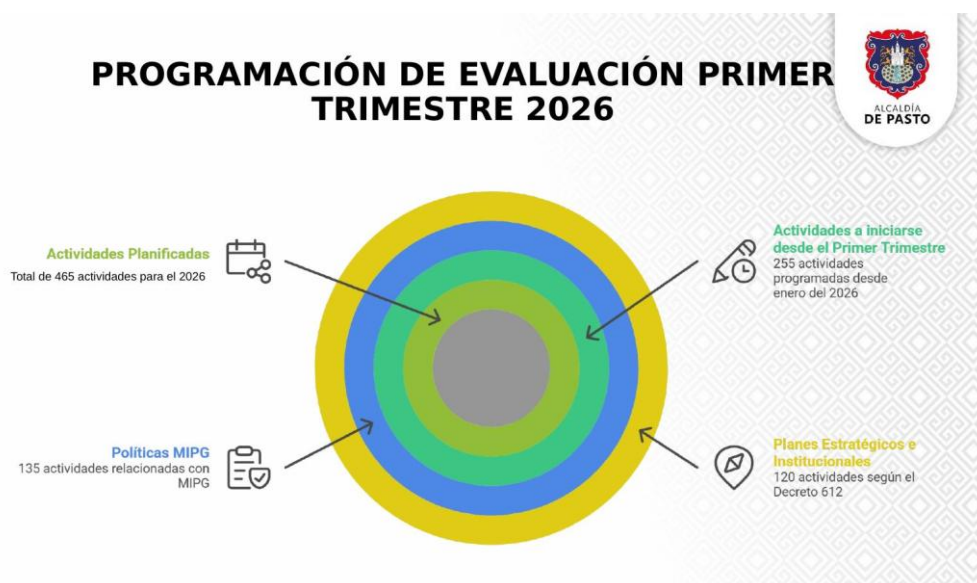 PROGRAMACIÓN DE EVALUACIÓN PRIMER
TRIMESTRE 2026
ALCALDÍA
DE PASTO
Actividades Planificadas
Total de 465 actividades para el 2026
Actividades a iniciarse
desde el Primer Trimestre
255 actividades
programadas desde
enero del 2026
Políticas MIPG
135 actividades relacionadas con
MIPG
Planes Estratégicos e
Institucionales
120 actividades según el
Decreto 612